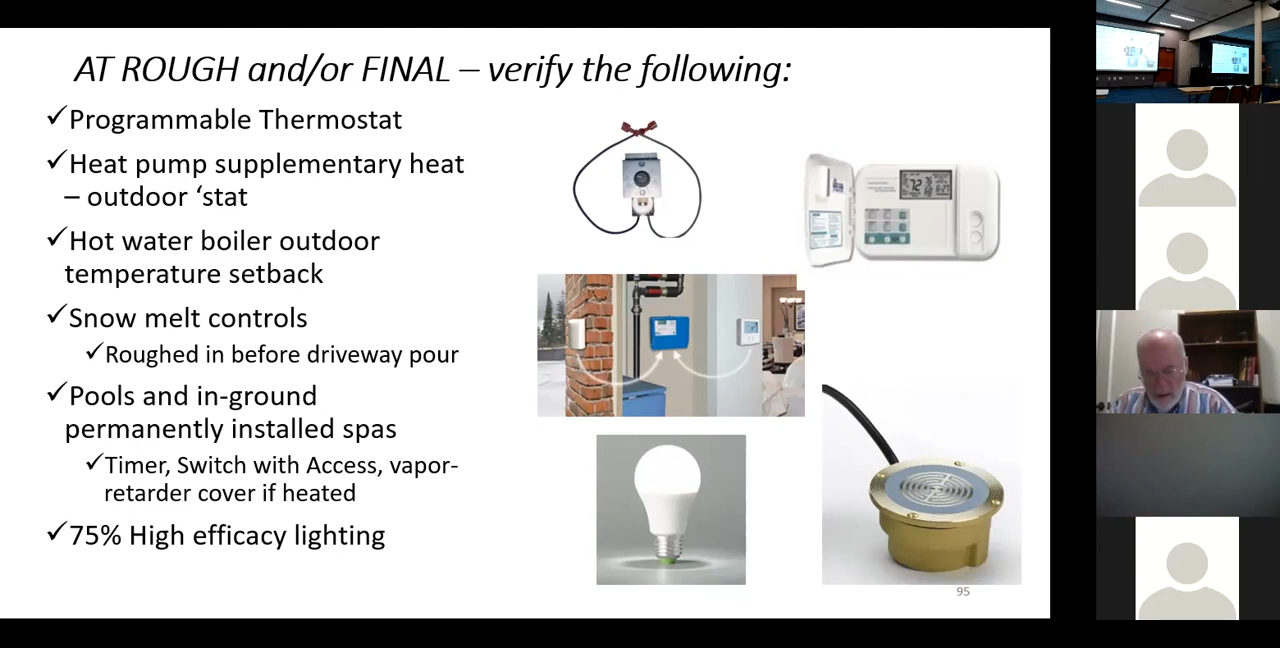 AT ROUGH and/or FINAL – verify the following:
✓Programmable Thermostat
✓Heat pump supplementary heat
– outdoor ‘stat
✓Hot water boiler outdoor
temperature setback
✓Snow melt controls
✓Roughed in before driveway pour
✓Pools and in-ground
permanently installed spas
✓Timer, Switch with Access, vapor-
retarder cover if heated
✓75% High efficacy lighting
72
95